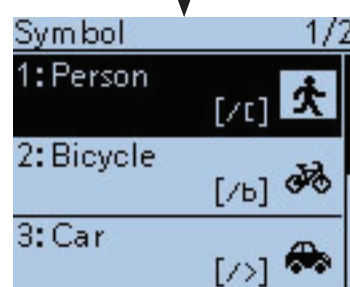 Symbol 1/2
1:Person
[/[]
2:Bicycle
[/b]
3:Car
[/>]